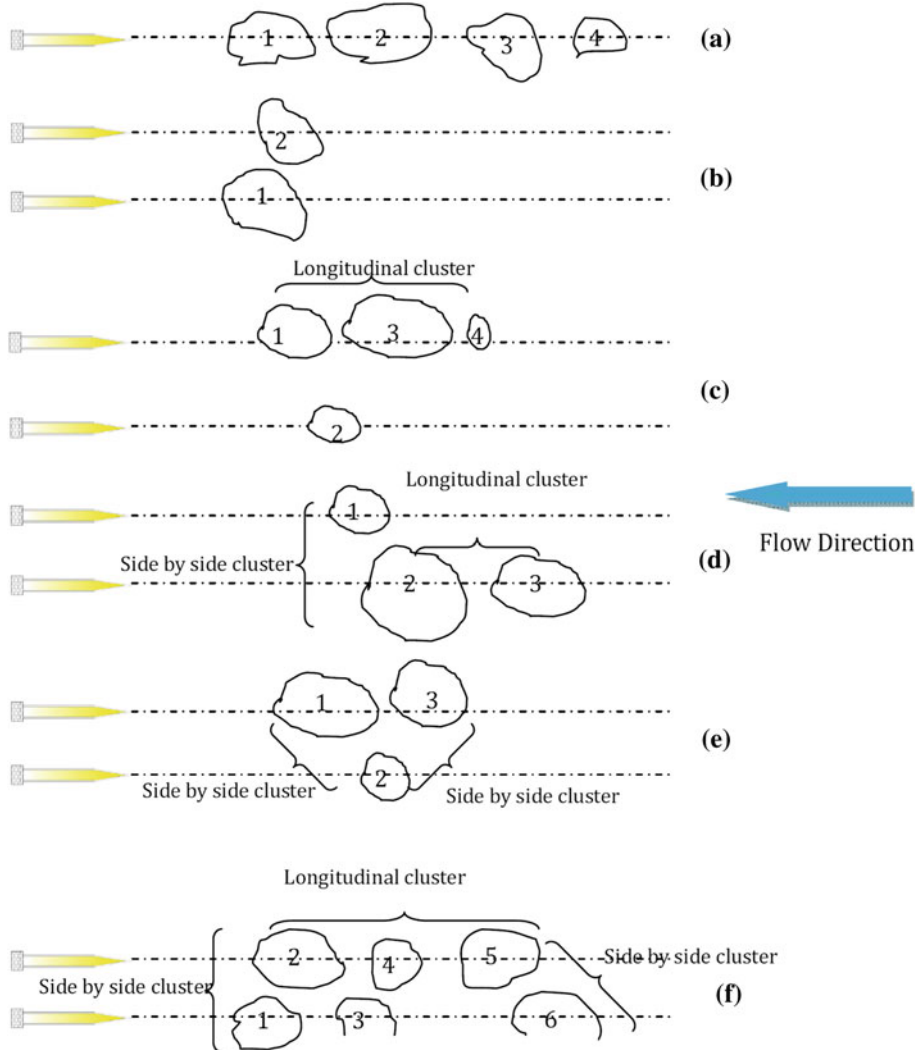 1 2 3 4 (a)
2
(b)
1
Longitudinal cluster
1 3 4
(c)
2
Longitudinal cluster
1
Flow Direction
Side by side cluster 2 3 (d)
1 3
(e)
2
Side by side cluster Side by side cluster
Longitudinal cluster
2 4 5 Side by side cluster
Side by side cluster (f)
1 3 6